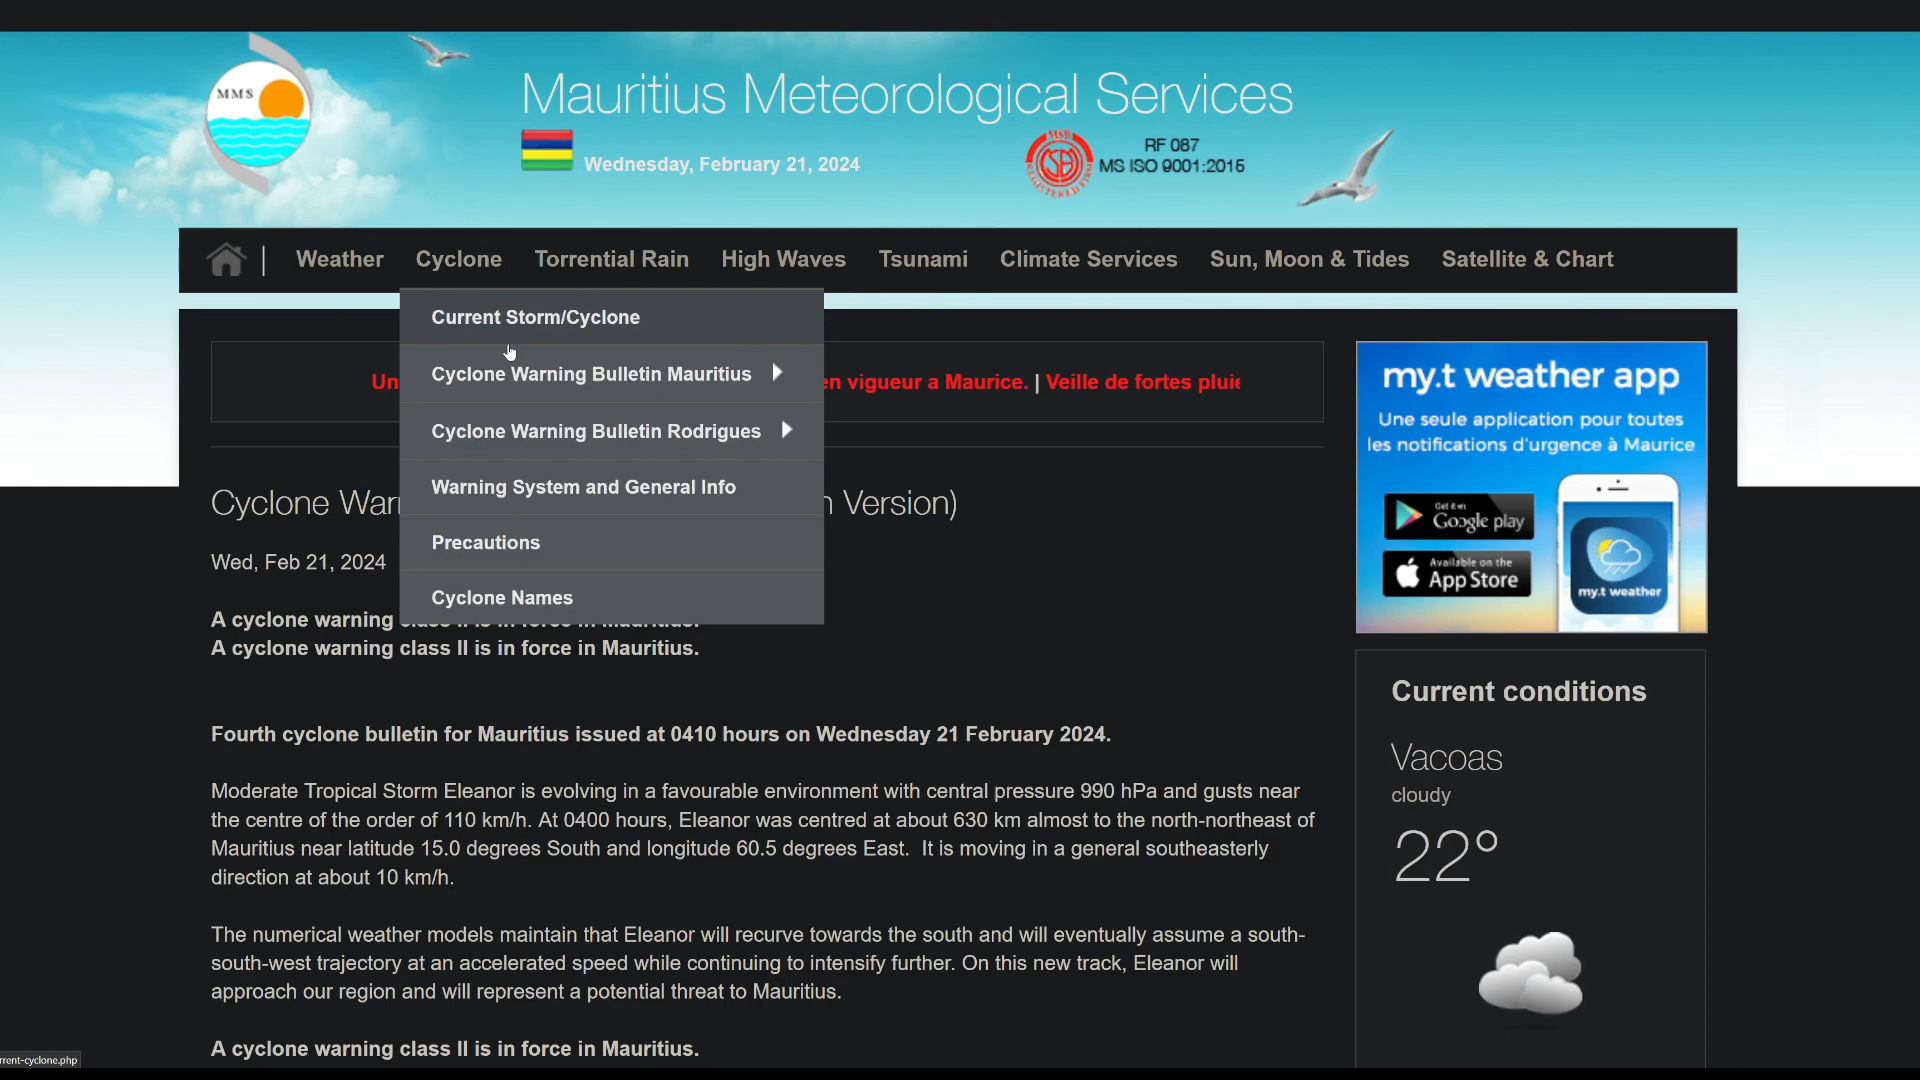 MMS
Mauritius Meteorological Services
Wednesday, February 21, 2024
MSB
REGISTERED FIRM
RF 087
MS ISO 9001:2015
Weather Cyclone Torrential Rain High Waves Tsunami Climate Services Sun, Moon & Tides Satellite & Chart
Current Storm/Cyclone
Cyclone Warning Bulletin Mauritius
Cyclone Warning Bulletin Rodrigues
Warning System and General Info
Precautions
Cyclone Names
Un
en vigueur a Maurice. | Veille de fortes pluie
Cyclone War
Version)
Wed, Feb 21, 2024
A cyclone warning
A cyclone warning class II is in force in Mauritius.
Fourth cyclone bulletin for Mauritius issued at 0410 hours on Wednesday 21 February 2024.
Moderate Tropical Storm Eleanor is evolving in a favourable environment with central pressure 990 hPa and gusts near
the centre of the order of 110 km/h. At 0400 hours, Eleanor was centred at about 630 km almost to the north-northeast of
Mauritius near latitude 15.0 degrees South and longitude 60.5 degrees East. It is moving in a general southeasterly
direction at about 10 km/h.
The numerical weather models maintain that Eleanor will recurve towards the south and will eventually assume a south-
south-west trajectory at an accelerated speed while continuing to intensify further. On this new track, Eleanor will
approach our region and will represent a potential threat to Mauritius.
A cyclone warning class II is in force in Mauritius.
my.t weather app
Une seule application pour toutes
les notifications d'urgence à Maurice
Get it on
Google play
Available on the
App Store
my.t weather
Current conditions
Vacoas
cloudy
22°
rrent-cyclone.php